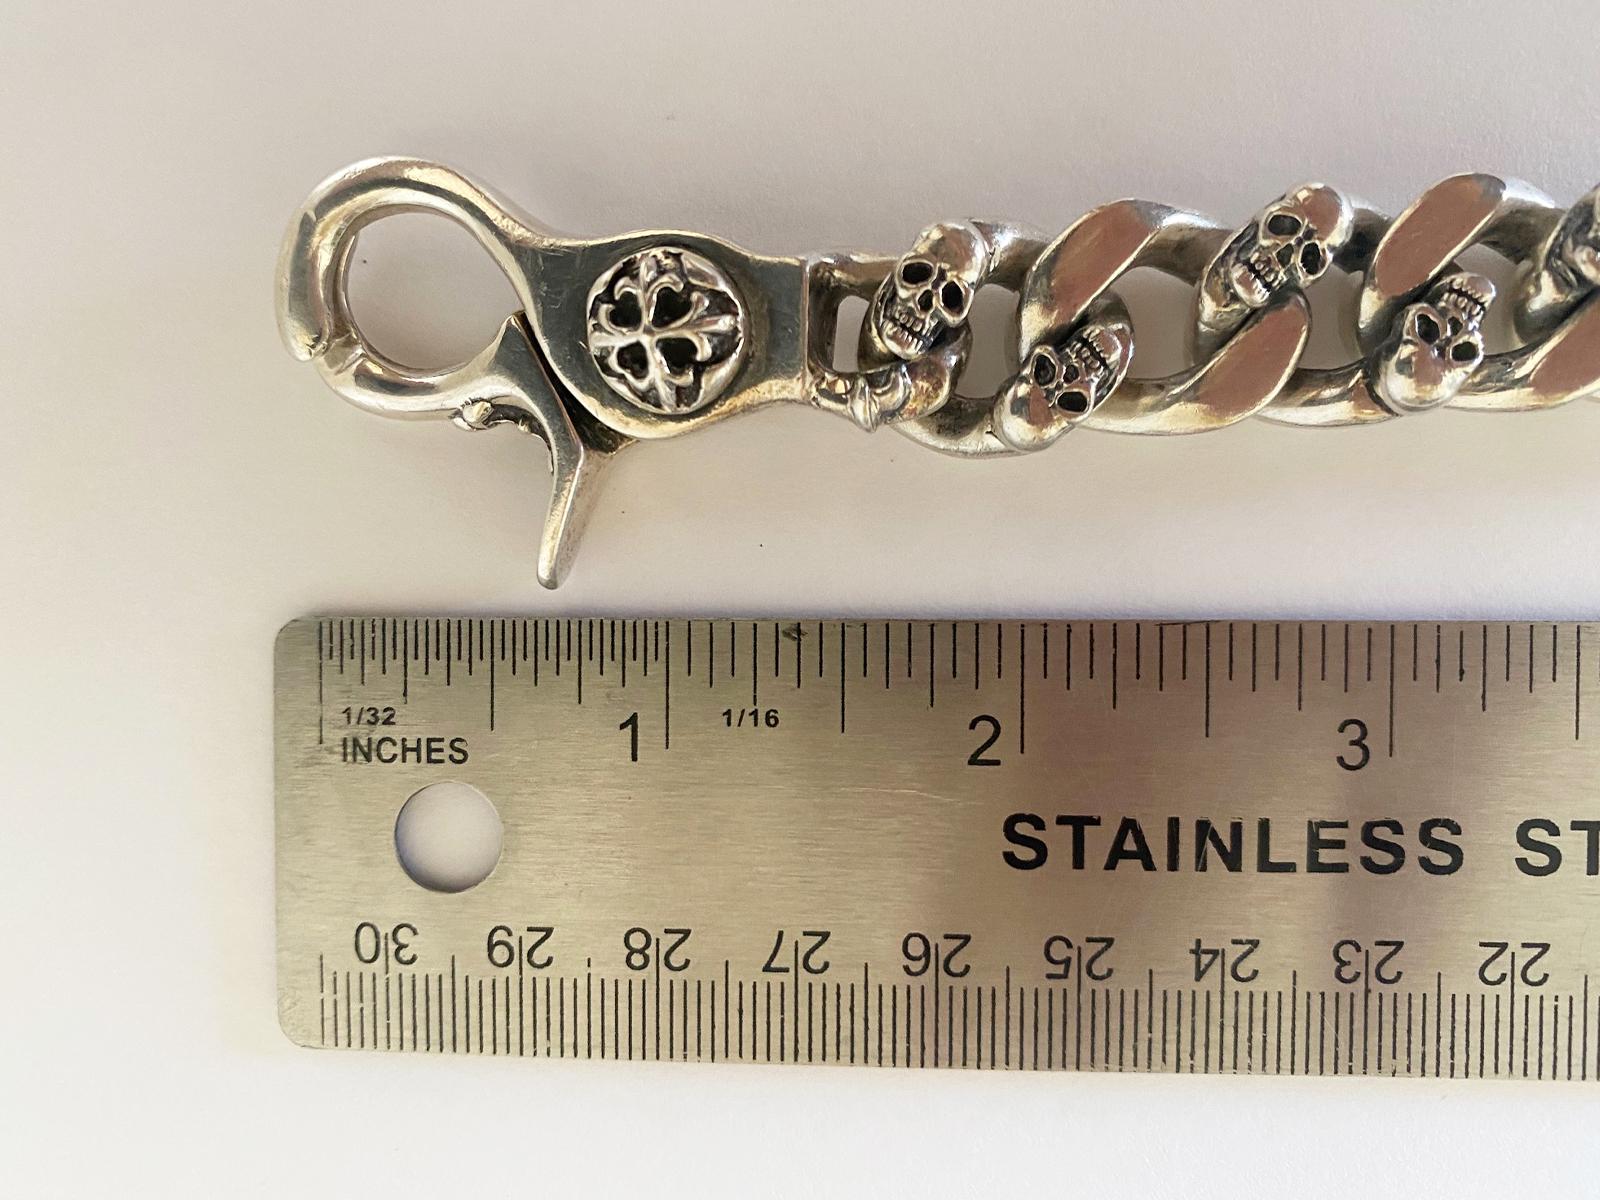 1/32 1 1/16 2 3
INCHES
STAINLESS ST
30 29 28 27 26 25 24 23 22